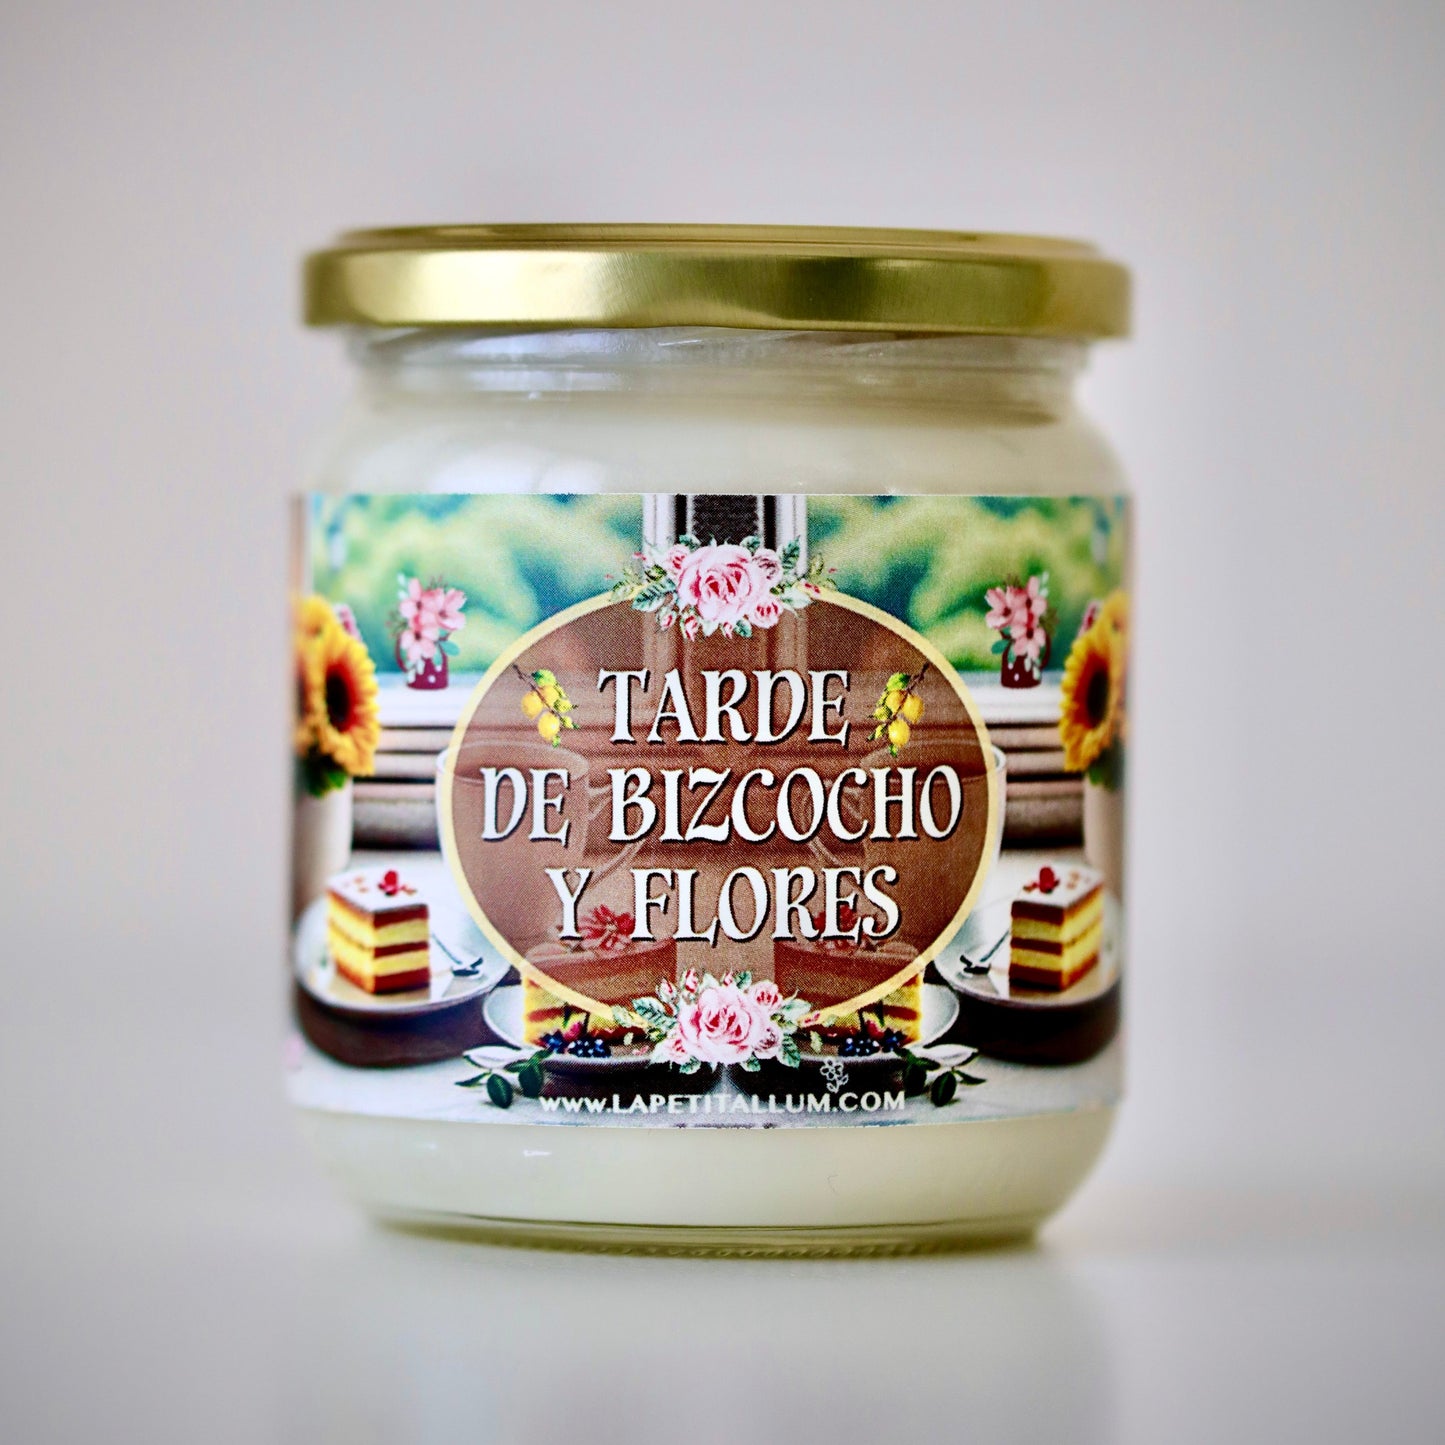 TARDE
DE BIZCOCHO
Y FLORES
WWW.LAPETITALLUM.COM